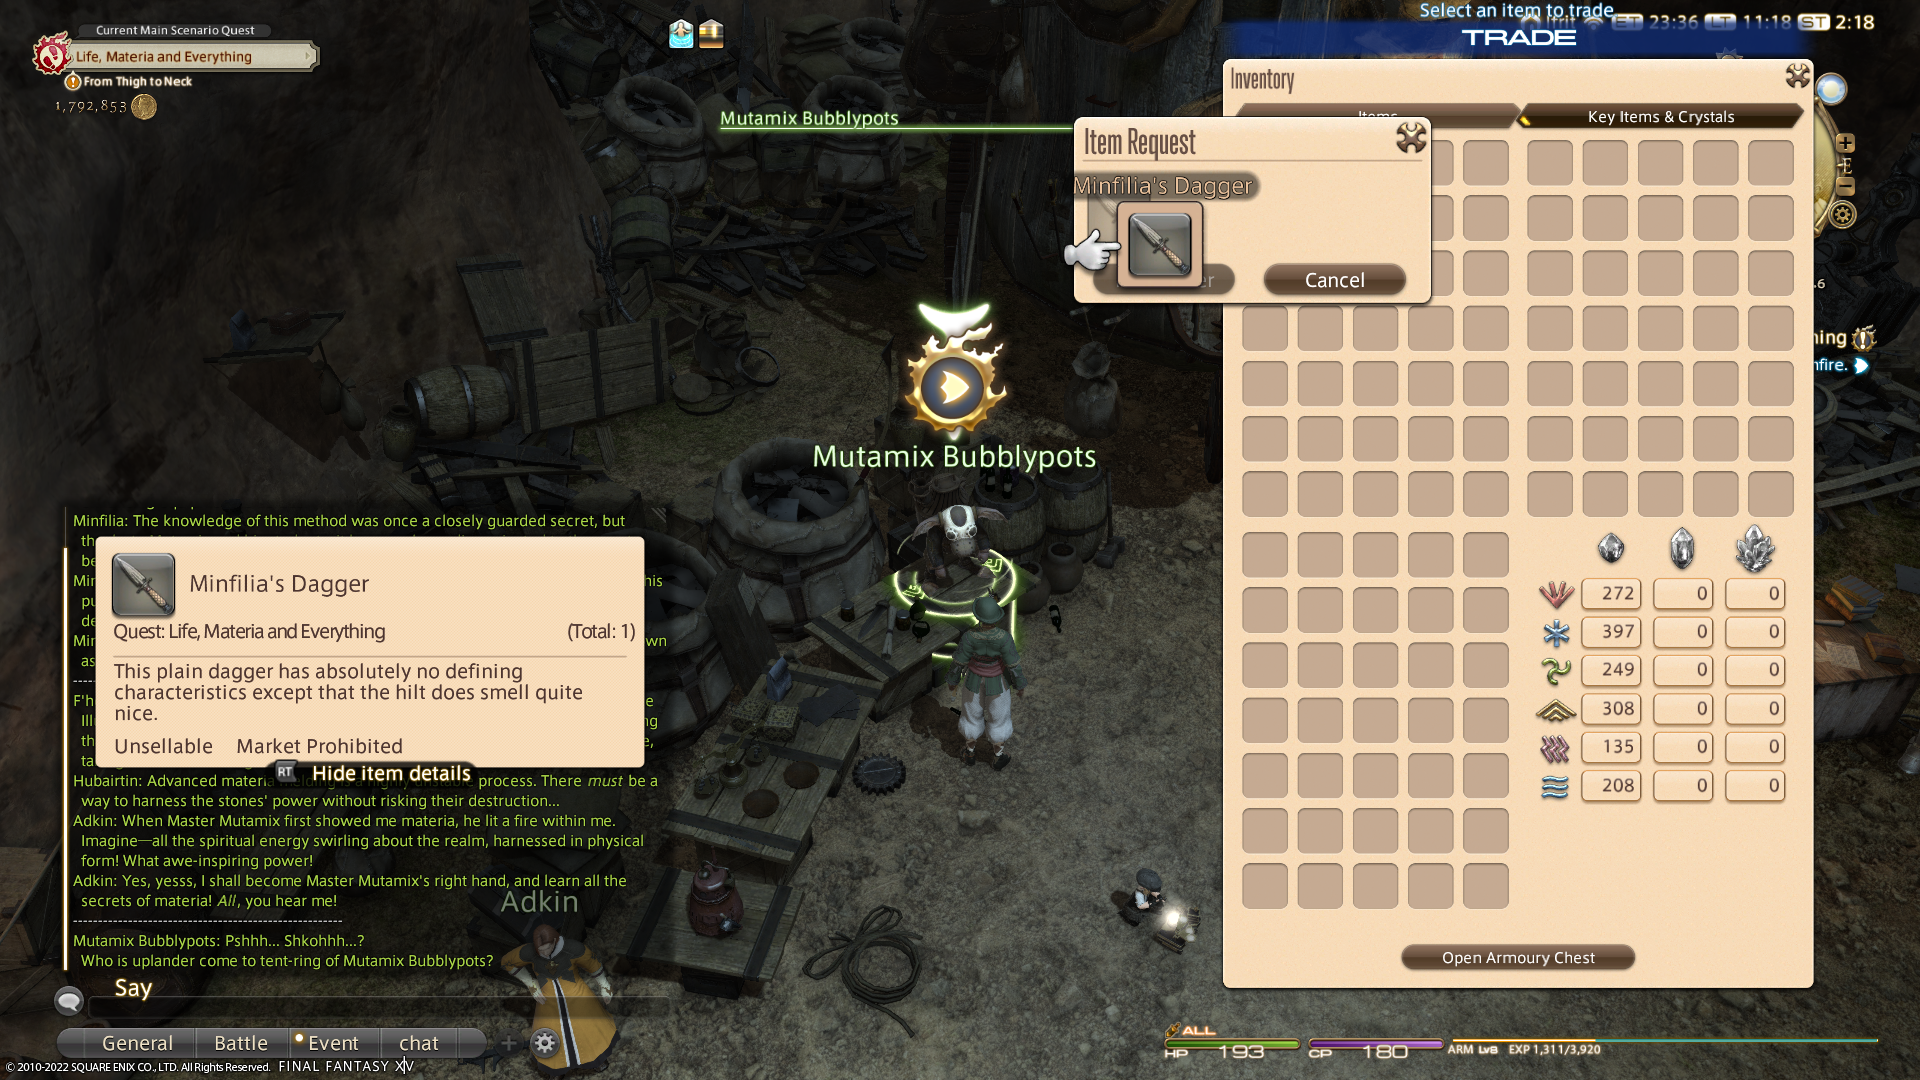 Current Main Scenario Quest
Life, Materia and Everything
From Thigh to Neck
1,792,853
Mutamix Bubblypots
Select an item to trade
Ifrit ET 23:36 LT 11:18 ST 2:18
TRADE
Inventory
Items
Key Items & Crystals
Item Request
Minfilia's Dagger
Cancel
Mutamix Bubblypots
Minfilia: The knowledge of this method was once a closely guarded secret, but
Minfilia's Dagger
Quest: Life, Materia and Everything (Total: 1)
This plain dagger has absolutely no defining
characteristics except that the hilt does smell quite
nice.
Unsellable Market Prohibited
RT Hide item details
Hubairtin: Advanced materia melding is a highly unstable process. There must be a
way to harness the stones' power without risking their destruction...
Adkin: When Master Mutamix first showed me materia, he lit a fire within me.
Imagine—all the spiritual energy swirling about the realm, harnessed in physical
form! What awe-inspiring power!
Adkin: Yes, yesss, I shall become Master Mutamix's right hand, and learn all the
secrets of materia! All, you hear me!
Mutamix Bubblypots: Pshhh... Shkohhh...?
Who is uplander come to tent-ring of Mutamix Bubblypots?
Adkin
Say
General Battle Event chat
© 2010-2022 SQUARE ENIX CO., LTD. All Rights Reserved. FINAL FANTASY XIV
272 0 0
397 0 0
249 0 0
308 0 0
135 0 0
208 0 0
Open Armoury Chest
ALL
HP 193 CP 180 ARM Lv8 EXP 1,311/3,920